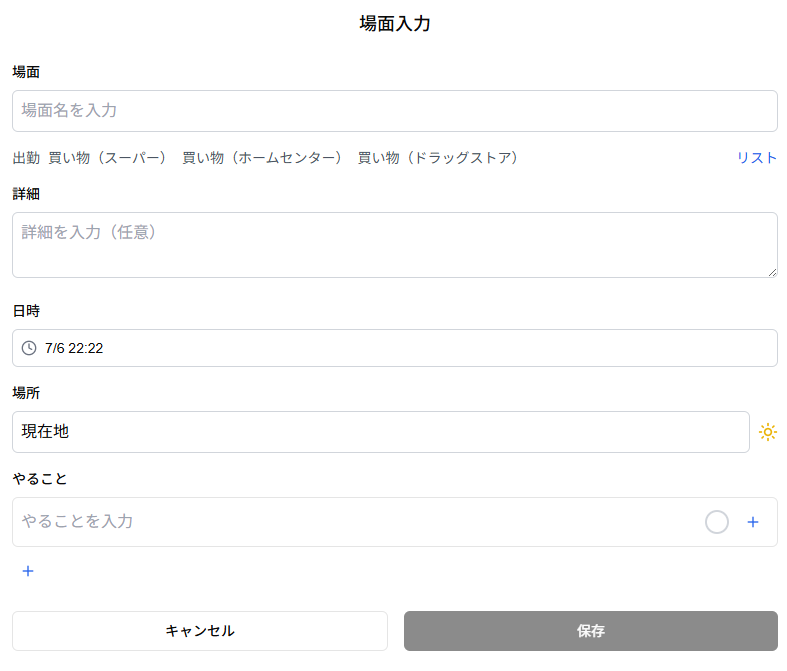 場面入力
場面
場面名を入力
出勤 買い物（スーパー） 買い物（ホームセンター） 買い物（ドラッグストア） リスト
詳細
詳細を入力（任意）
日時
7/6 22:22
場所
現在地
やること
やることを入力 +
+
キャンセル 保存